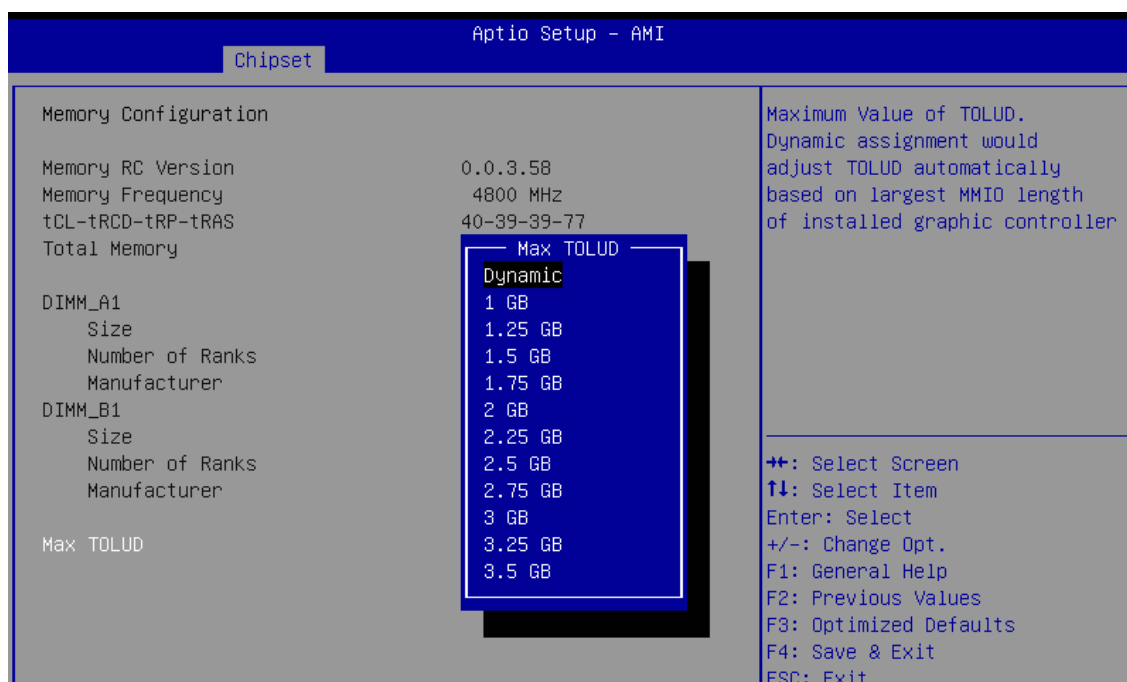 Aptio Setup – AMI
Chipset
Memory Configuration
Memory RC Version 0.0.3.58
Memory Frequency 4800 MHz
tCL-tRCD-tRP-tRAS 40-39-39-77
Total Memory
DIMM_A1
Size
Number of Ranks
Manufacturer
DIMM_B1
Size
Number of Ranks
Manufacturer
Max TOLUD
Max TOLUD
Dynamic
1 GB
1.25 GB
1.5 GB
1.75 GB
2 GB
2.25 GB
2.5 GB
2.75 GB
3 GB
3.25 GB
3.5 GB
Maximum Value of TOLUD.
Dynamic assignment would
adjust TOLUD automatically
based on largest MMIO length
of installed graphic controller
→←: Select Screen
↑↓: Select Item
Enter: Select
+/-: Change Opt.
F1: General Help
F2: Previous Values
F3: Optimized Defaults
F4: Save & Exit
ESC: Exit